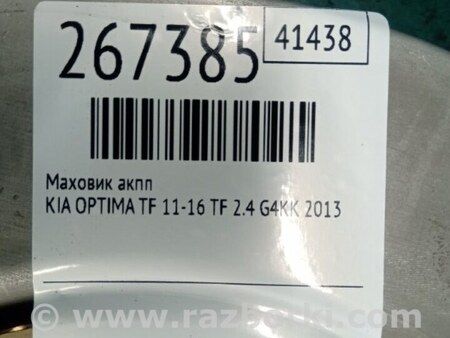 267385
41438
Маховик акпп
KIA OPTIMA TF 11-16 TF 2.4 G4KK 2013
© www.razborki.com